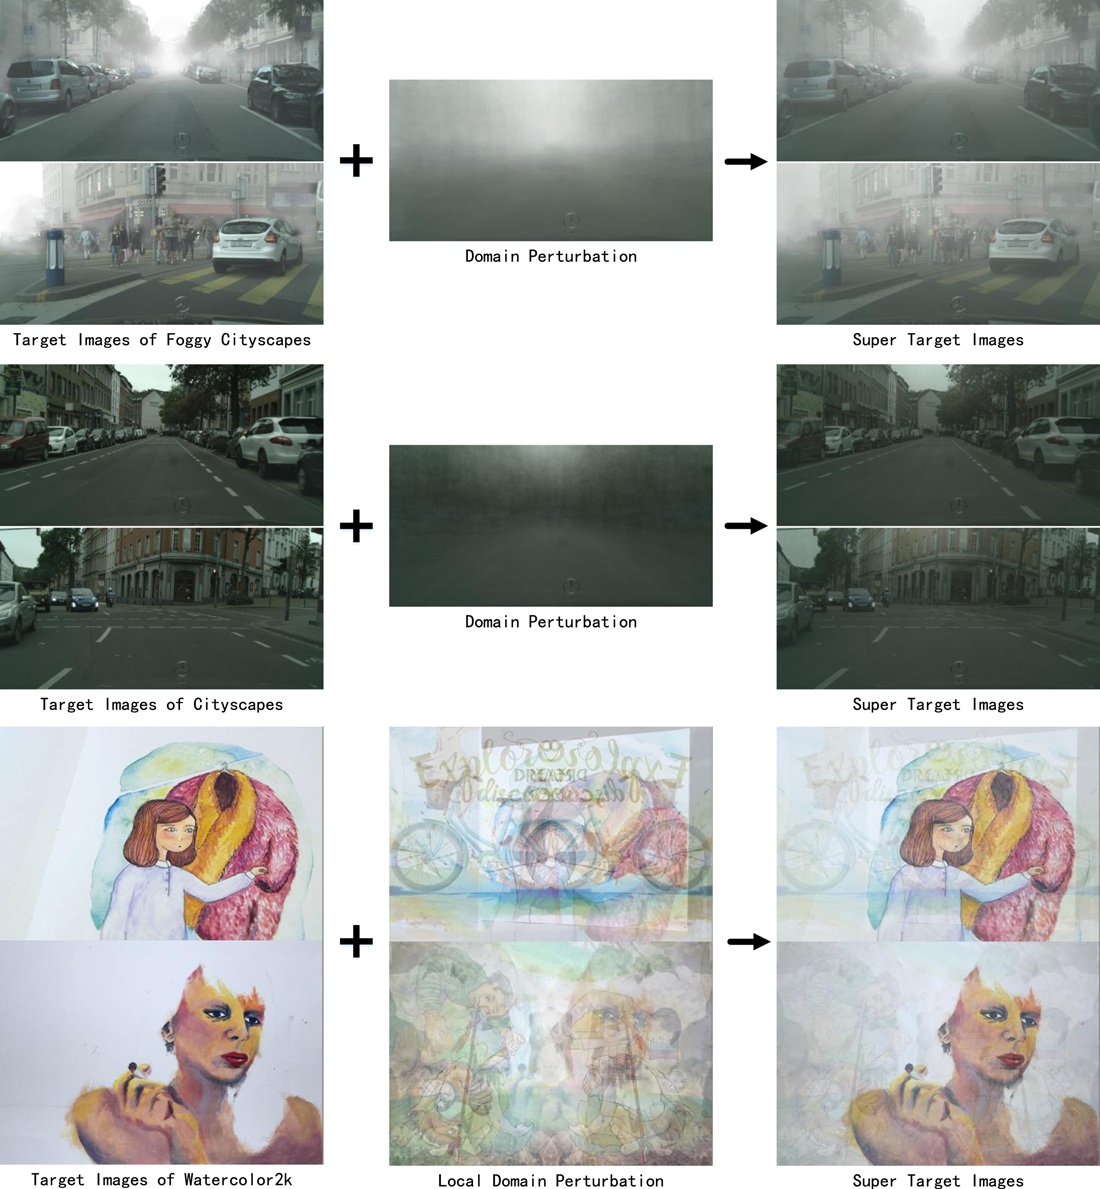 Domain Perturbation
Target Images of Foggy Cityscapes
Super Target Images
Domain Perturbation
Target Images of Cityscapes
Super Target Images
Explore
DREAM
Target Images of Watercolor2k
Local Domain Perturbation
Super Target Images